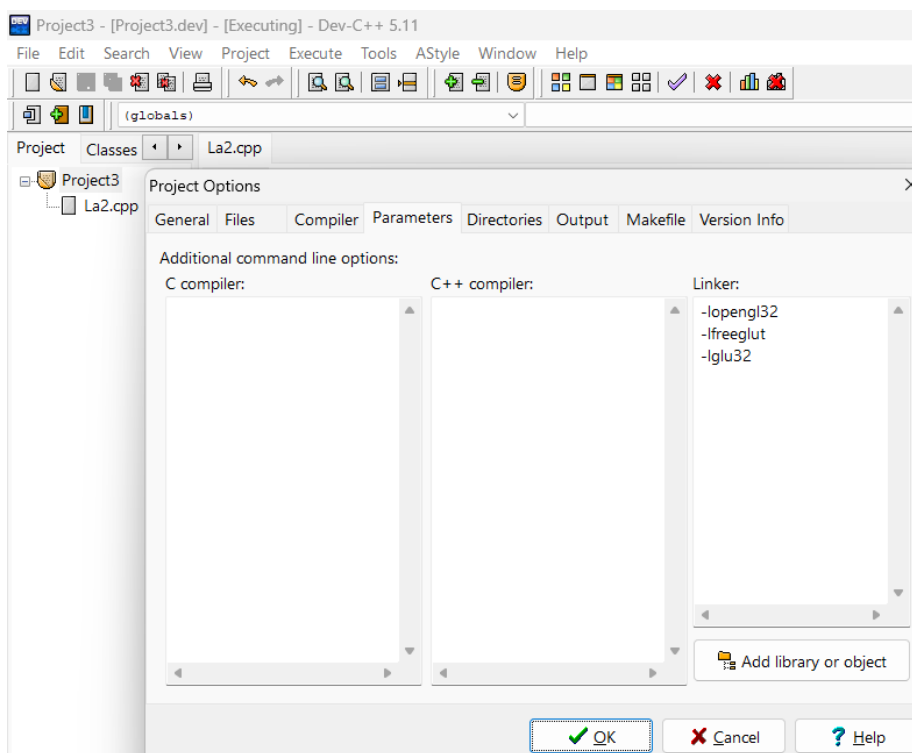 DEV
Project3 - [Project3.dev] - [Executing] - Dev-C++ 5.11
File Edit Search View Project Execute Tools AStyle Window Help
(globals)
Project Classes La2.cpp
Project3
La2.cpp
Project Options
General Files Compiler Parameters Directories Output Makefile Version Info
Additional command line options:
C compiler: C++ compiler: Linker:
-lopengl32
-lfreeglut
-lglu32
Add library or object
OK Cancel Help